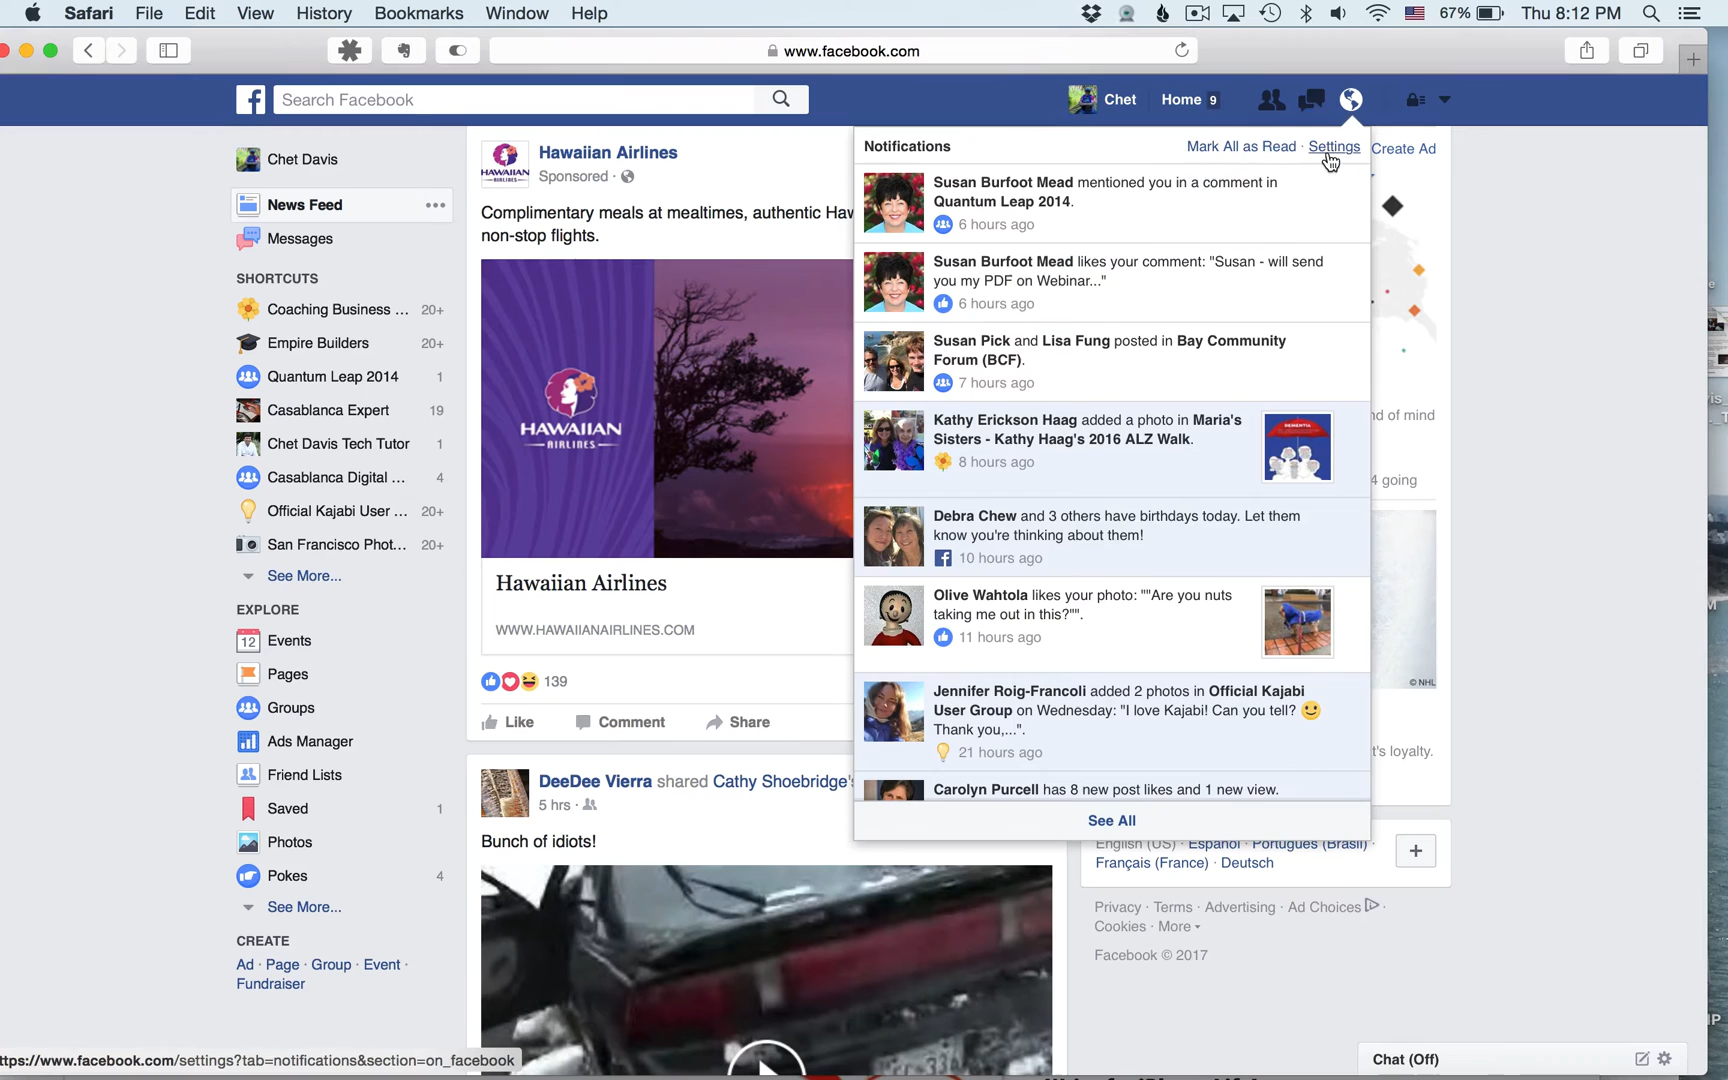 Safari File Edit View History Bookmarks Window Help 67% Thu 8:12 PM
www.facebook.com
Search Facebook
Chet Home 9
Chet Davis
News Feed
Messages
SHORTCUTS
Coaching Business ... 20+
Empire Builders 20+
Quantum Leap 2014 1
Casablanca Expert 19
Chet Davis Tech Tutor 1
Casablanca Digital ... 4
Official Kajabi User ... 20+
San Francisco Phot... 20+
See More...
EXPLORE
12 Events
Pages
Groups
Ads Manager
Friend Lists
Saved 1
Photos
Pokes 4
See More...
CREATE
Ad · Page · Group · Event ·
Fundraiser
ttps://www.facebook.com/settings?tab=notifications&section=on_facebook
HAWAIIAN
Hawaiian Airlines
Sponsored ·
Complimentary meals at mealtimes, authentic Haw
non-stop flights.
HAWAIIAN
AIRLINES
Hawaiian Airlines
WWW.HAWAIIANAIRLINES.COM
139
Like Comment Share
DeeDee Vierra shared Cathy Shoebridge's
5 hrs ·
Bunch of idiots!
Notifications Mark All as Read · Settings
Susan Burfoot Mead mentioned you in a comment in
Quantum Leap 2014.
6 hours ago
Susan Burfoot Mead likes your comment: "Susan - will send
you my PDF on Webinar..."
6 hours ago
Susan Pick and Lisa Fung posted in Bay Community
Forum (BCF).
7 hours ago
Kathy Erickson Haag added a photo in Maria's
Sisters - Kathy Haag's 2016 ALZ Walk.
8 hours ago
DEMENTIA
Debra Chew and 3 others have birthdays today. Let them
know you're thinking about them!
10 hours ago
Olive Wahtola likes your photo: ""Are you nuts
taking me out in this?"".
11 hours ago
Jennifer Roig-Francoli added 2 photos in Official Kajabi
User Group on Wednesday: "I love Kajabi! Can you tell?
Thank you,...".
21 hours ago
Carolyn Purcell has 8 new post likes and 1 new view.
See All
Create Ad
nd of mind
4 going
© NHL
t's loyalty.
English (US) · Español · Português (Brasil) ·
Français (France) · Deutsch
Privacy · Terms · Advertising · Ad Choices ·
Cookies · More
Facebook © 2017
Chat (Off)